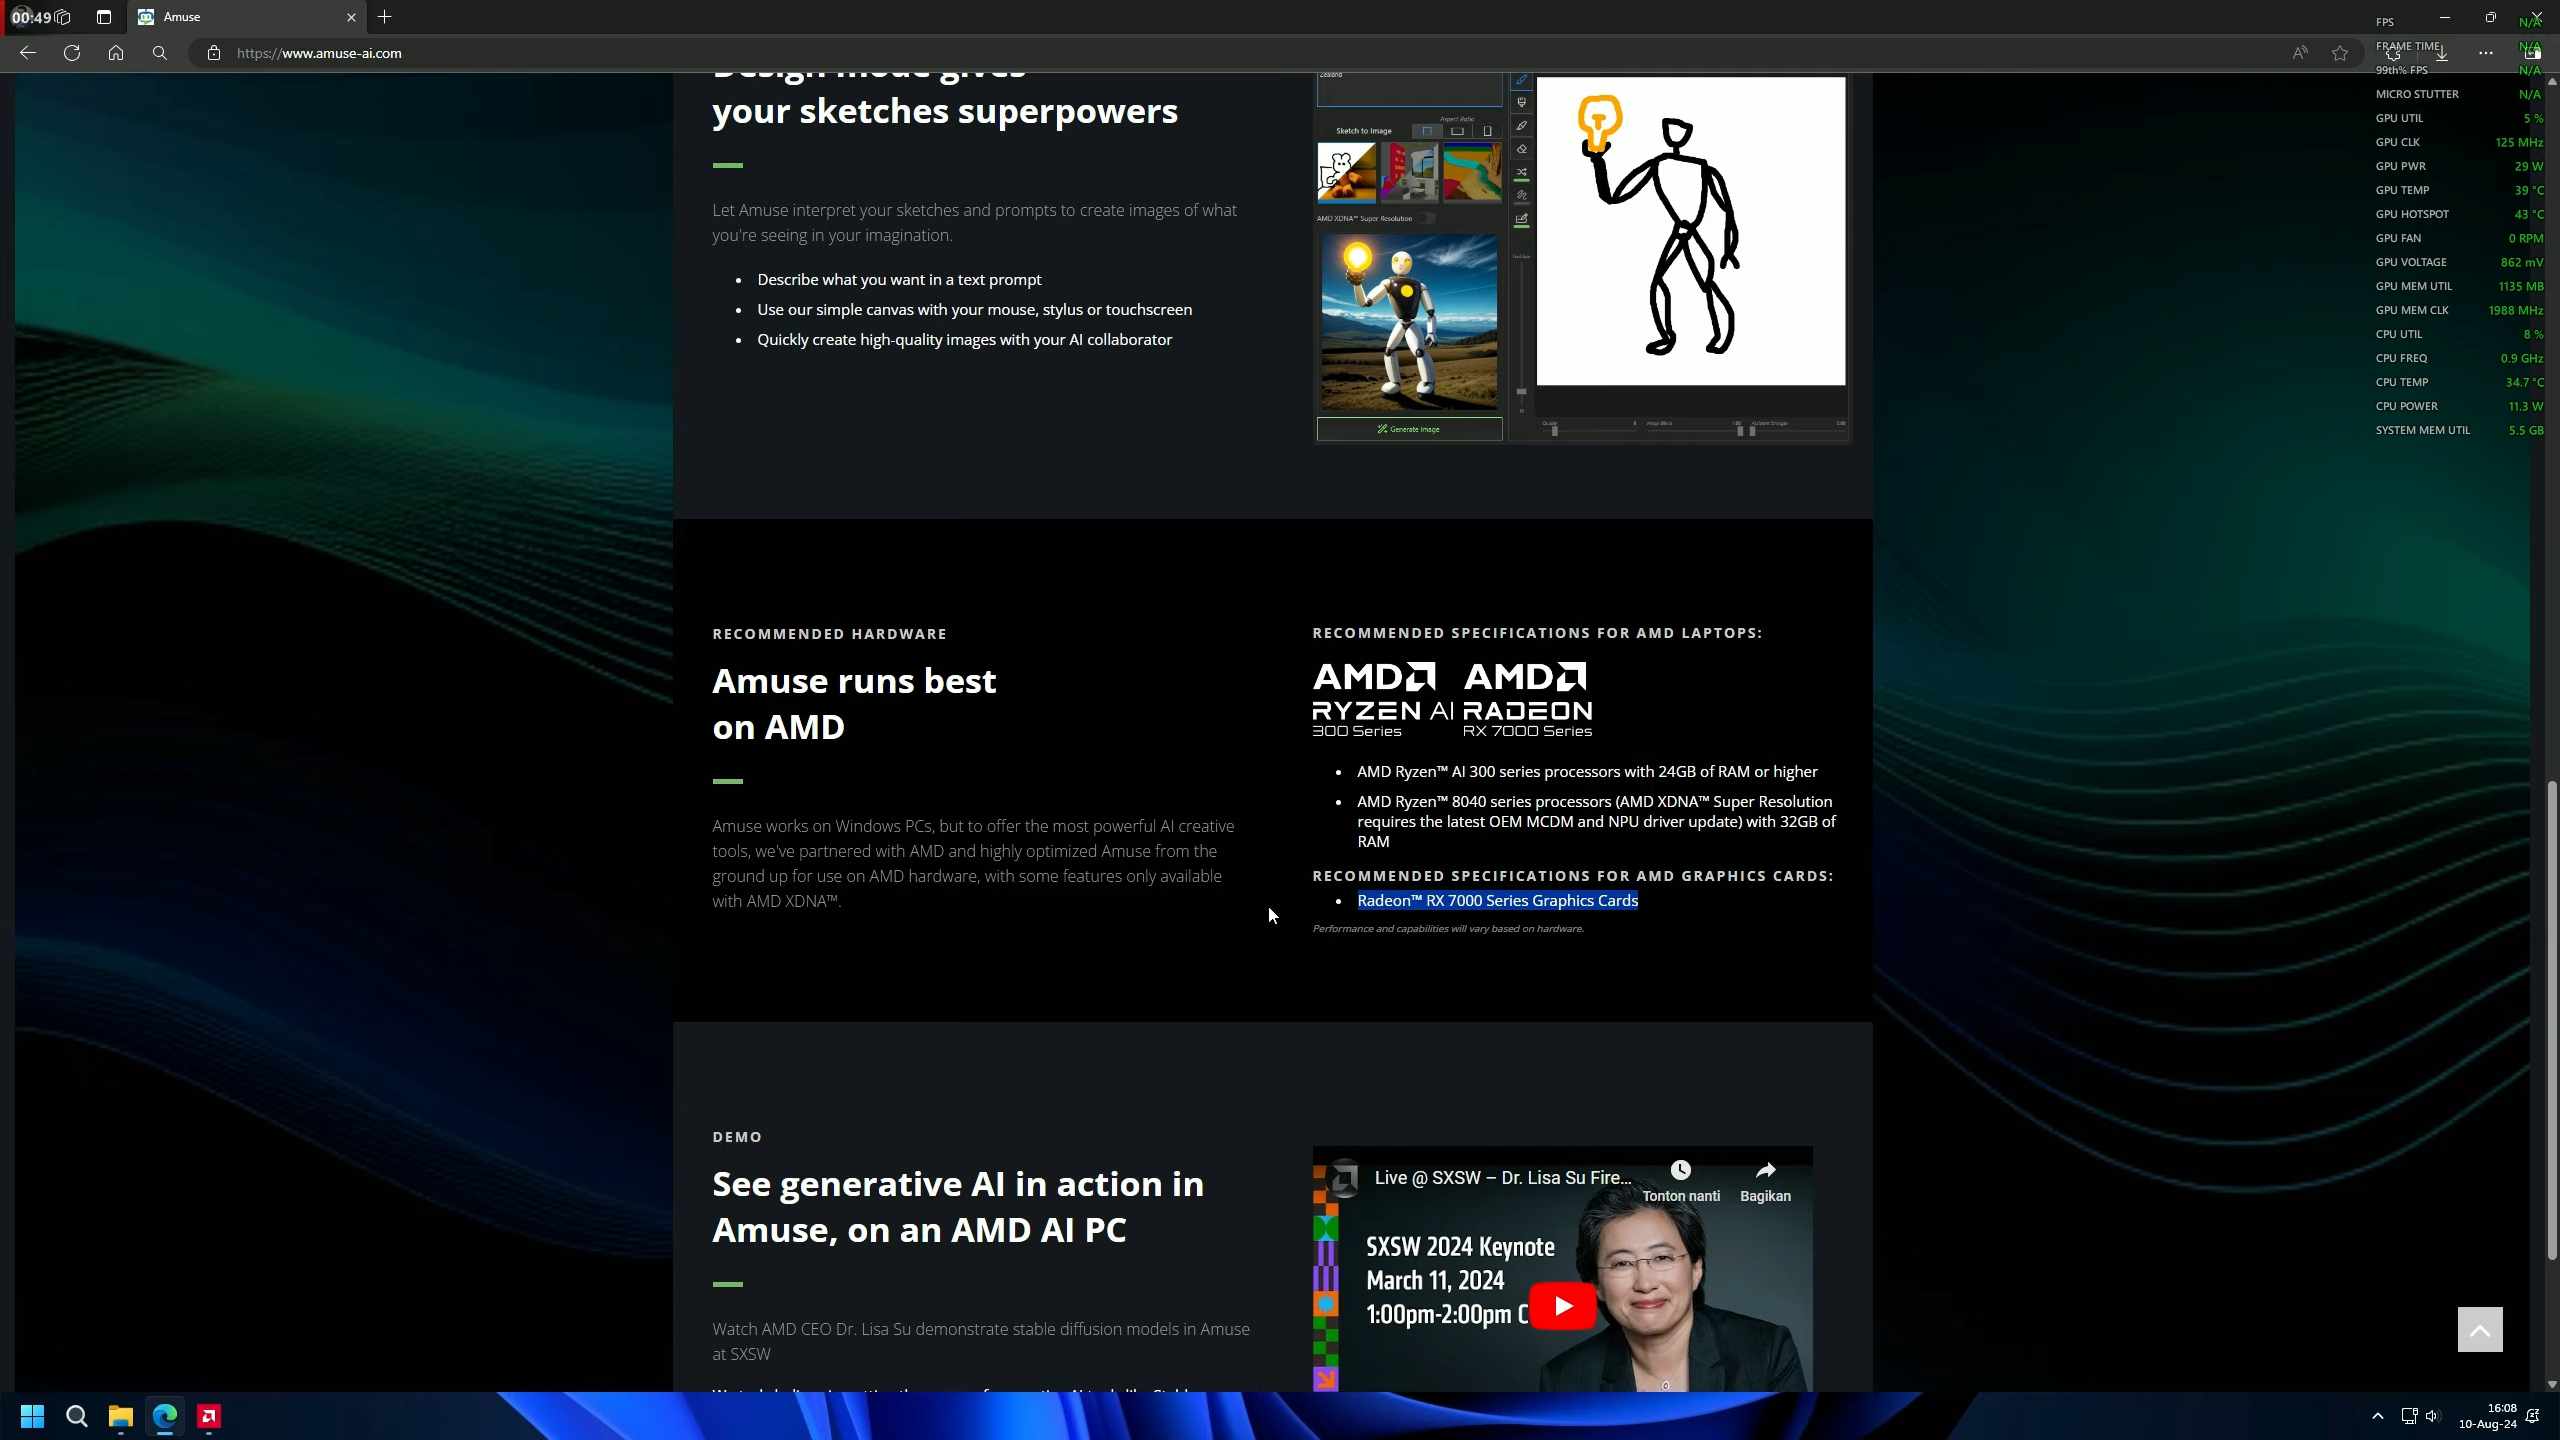 00:49
Amuse
https://www.amuse-ai.com
FPS N/A
FRAME TIME N/A
99th% FPS N/A
MICRO STUTTER N/A
GPU UTIL 5 %
GPU CLK 125 MHz
GPU PWR 29 W
GPU TEMP 39 °C
GPU HOTSPOT 43 °C
GPU FAN 0 RPM
GPU VOLTAGE 862 mV
GPU MEM UTIL 1135 MB
GPU MEM CLK 1988 MHz
CPU UTIL 8 %
CPU FREQ 0.9 GHz
CPU TEMP 34.7 °C
CPU POWER 11.3 W
SYSTEM MEM UTIL 5.5 GB
Design mode gives
your sketches superpowers
Let Amuse interpret your sketches and prompts to create images of what
you're seeing in your imagination.
• Describe what you want in a text prompt
• Use our simple canvas with your mouse, stylus or touchscreen
• Quickly create high-quality images with your AI collaborator
Zealand
Aspect Ratio
Sketch to Image
AMD XDNA™ Super Resolution
Generate Image
RECOMMENDED HARDWARE
Amuse runs best
on AMD
Amuse works on Windows PCs, but to offer the most powerful AI creative
tools, we've partnered with AMD and highly optimized Amuse from the
ground up for use on AMD hardware, with some features only available
with AMD XDNA™.
RECOMMENDED SPECIFICATIONS FOR AMD LAPTOPS:
AMD AMD
RYZEN AI RADEON
300 Series RX 7000 Series
• AMD Ryzen™ AI 300 series processors with 24GB of RAM or higher
• AMD Ryzen™ 8040 series processors (AMD XDNA™ Super Resolution
requires the latest OEM MCDM and NPU driver update) with 32GB of
RAM
RECOMMENDED SPECIFICATIONS FOR AMD GRAPHICS CARDS:
• Radeon™ RX 7000 Series Graphics Cards
Performance and capabilities will vary based on hardware.
DEMO
See generative AI in action in
Amuse, on an AMD AI PC
Watch AMD CEO Dr. Lisa Su demonstrate stable diffusion models in Amuse
at SXSW
Live @ SXSW – Dr. Lisa Su Fire...
Tonton nanti Bagikan
SXSW 2024 Keynote
March 11, 2024
1:00pm-2:00pm C
16:08
10-Aug-24